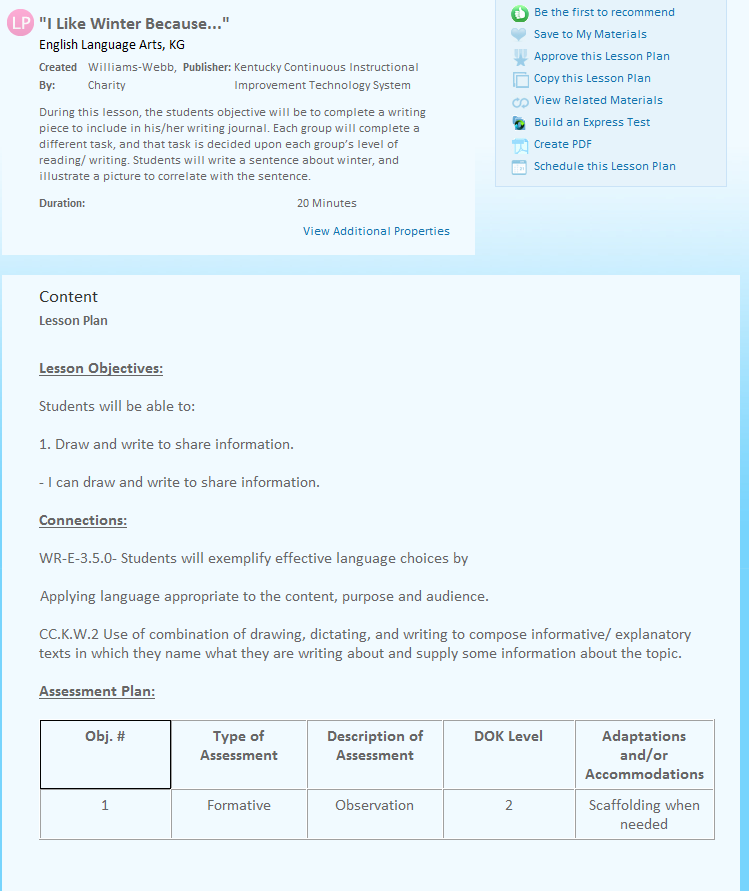 LP
"I Like Winter Because..."
English Language Arts, KG
Created By: Williams-Webb, Charity Publisher: Kentucky Continuous Instructional Improvement Technology System
During this lesson, the students objective will be to complete a writing
piece to include in his/her writing journal. Each group will complete a
different task, and that task is decided upon each group's level of
reading/ writing. Students will write a sentence about winter, and
illustrate a picture to correlate with the sentence.
Duration: 20 Minutes
View Additional Properties
Be the first to recommend
Save to My Materials
Approve this Lesson Plan
Copy this Lesson Plan
View Related Materials
Build an Express Test
Create PDF
Schedule this Lesson Plan
Content
Lesson Plan
Lesson Objectives:
Students will be able to:
1. Draw and write to share information.
- I can draw and write to share information.
Connections:
WR-E-3.5.0- Students will exemplify effective language choices by
Applying language appropriate to the content, purpose and audience.
CC.K.W.2 Use of combination of drawing, dictating, and writing to compose informative/ explanatory
texts in which they name what they are writing about and supply some information about the topic.
Assessment Plan:
Obj. # Type of Assessment Description of Assessment DOK Level Adaptations and/or Accommodations
1 Formative Observation 2 Scaffolding when needed